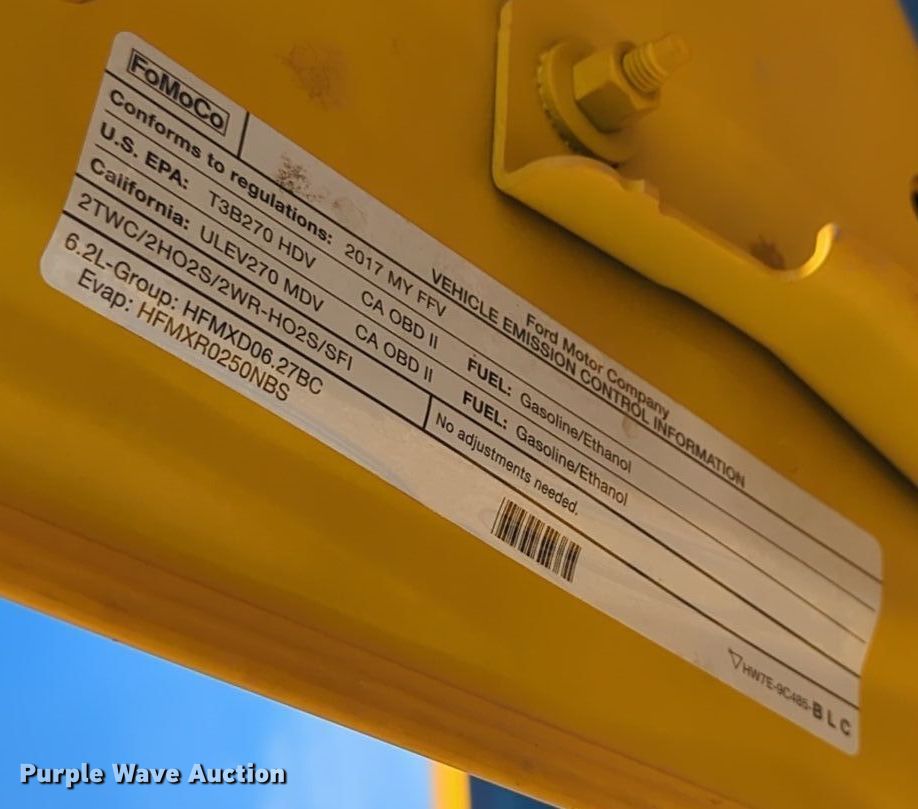 FoMoCo
Ford Motor Company
VEHICLE EMISSION CONTROL INFORMATION
Conforms to regulations: 2017 MY FFV
U.S. EPA: T3B270 HDV CA OBD II FUEL: Gasoline/Ethanol
California: ULEV270 MDV CA OBD II FUEL: Gasoline/Ethanol
2TWC/2HO2S/2WR-HO2S/SFI No adjustments needed.
6.2L-Group: HFMXD06.27BC
Evap: HFMXR0250NBS
HW7E-9C485-BLC
Purple Wave Auction